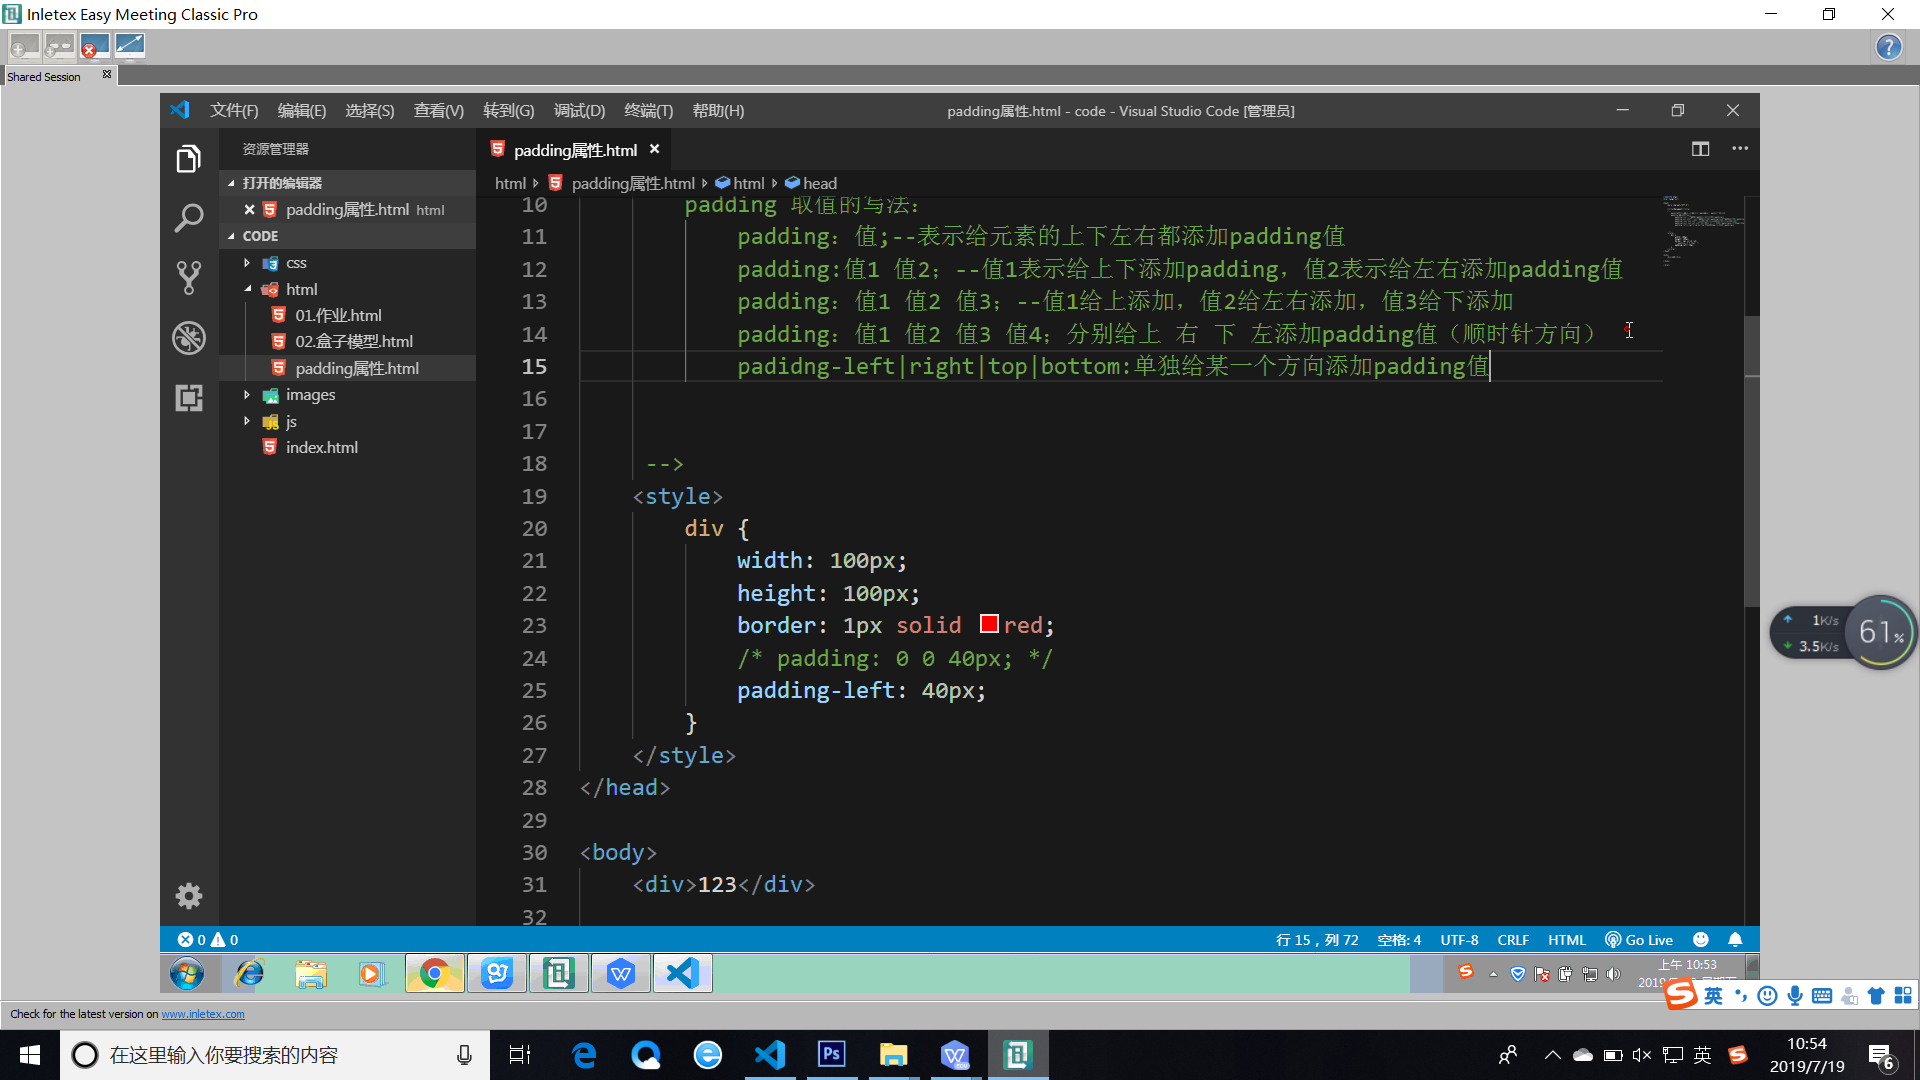 Inletex Easy Meeting Classic Pro
Shared Session
文件(F) 编辑(E) 选择(S) 查看(V) 转到(G) 调试(D) 终端(T) 帮助(H)
padding属性.html - code - Visual Studio Code [管理员]
资源管理器
padding属性.html
打开的编辑器
html padding属性.html html head
padding属性.html html
CODE
css
html
01.作业.html
02.盒子模型.html
padding属性.html
images
js
index.html
10 padding 取值的写法：
11 padding：值;--表示给元素的上下左右都添加padding值
12 padding:值1 值2；--值1表示给上下添加padding，值2表示给左右添加padding值
13 padding：值1 值2 值3；--值1给上添加，值2给左右添加，值3给下添加
14 padding：值1 值2 值3 值4；分别给上 右 下 左添加padding值（顺时针方向）
15 padidng-left|right|top|bottom:单独给某一个方向添加padding值
16
17
18 -->
19 <style>
20 div {
21 width: 100px;
22 height: 100px;
23 border: 1px solid red;
24 /* padding: 0 0 40px; */
25 padding-left: 40px;
26 }
27 </style>
28 </head>
29
30 <body>
31 <div>123</div>
32
1K/s
3.5K/s
61%
0 0
行 15，列 72 空格: 4 UTF-8 CRLF HTML Go Live
上午 10:53
英
Check for the latest version on www.inletex.com
在这里输入你要搜索的内容
Ps
英
10:54
2019/7/19
6